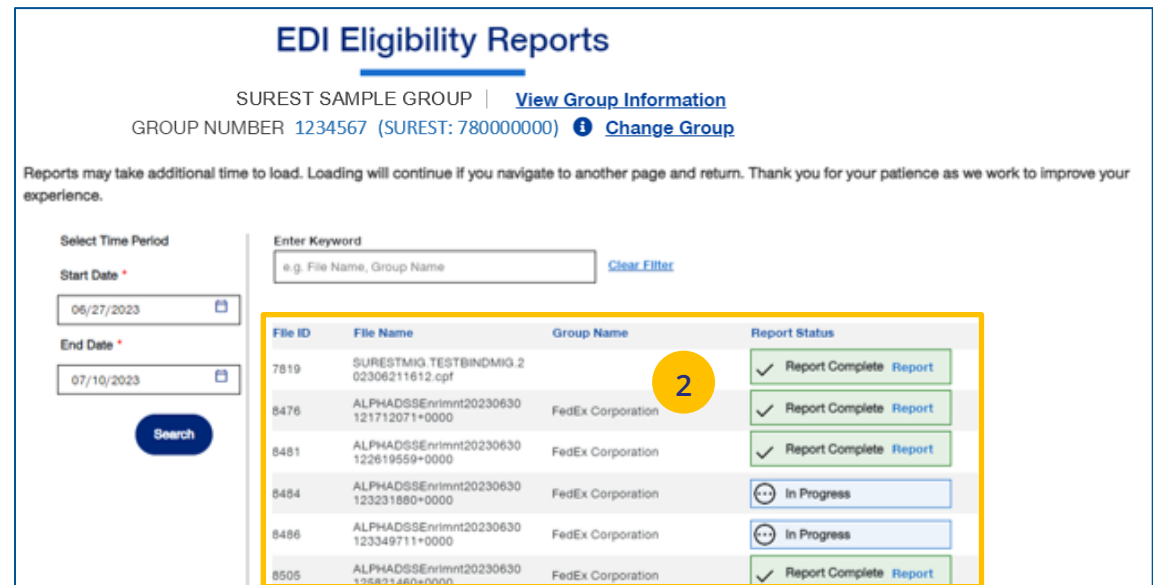 EDI Eligibility Reports
SUREST SAMPLE GROUP | View Group Information
GROUP NUMBER 1234567 (SUREST: 780000000) i Change Group
Reports may take additional time to load. Loading will continue if you navigate to another page and return. Thank you for your patience as we work to improve your
experience.
Select Time Period
Start Date *
06/27/2023
End Date *
07/10/2023
Search
Enter Keyword
e.g. File Name, Group Name
Clear Filter
File ID File Name Group Name Report Status
7819 SURESTMIG.TESTBINDMIG.2 Report Complete Report
02306211612.cpf
2
8476 ALPHADSSEnrlmnt20230630 FedEx Corporation Report Complete Report
121712071+0000
8481 ALPHADSSEnrlmnt20230630 FedEx Corporation Report Complete Report
122619559+0000
8484 ALPHADSSEnrlmnt20230630 FedEx Corporation In Progress
123231880+0000
8486 ALPHADSSEnrlmnt20230630 FedEx Corporation In Progress
123349711+0000
8505 ALPHADSSEnrlmnt20230630 FedEx Corporation Report Complete Report
125821460+0000